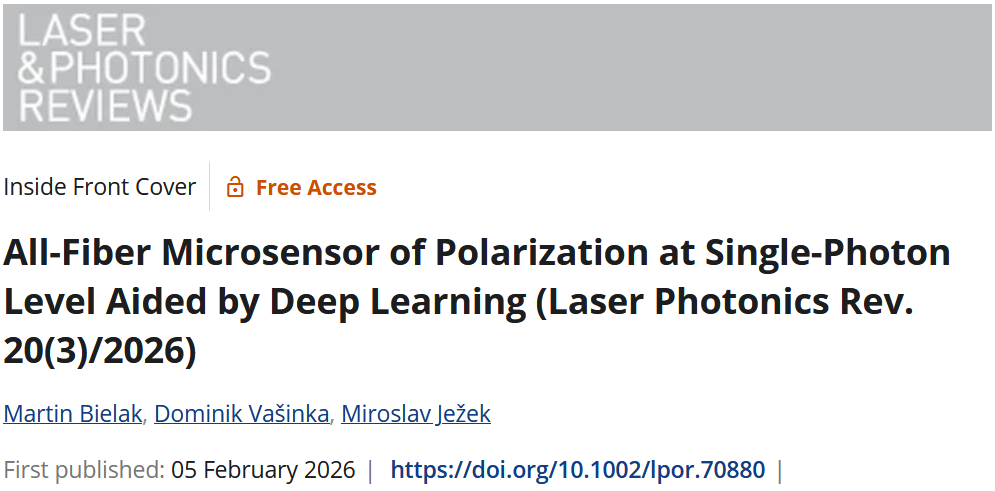 LASER
&PHOTONICS
REVIEWS
Inside Front Cover
Free Access
All-Fiber Microsensor of Polarization at Single-Photon
Level Aided by Deep Learning (Laser Photonics Rev.
20(3)/2026)
Martin Bielak, Dominik Vašinka, Miroslav Ježek
First published: 05 February 2026 | https://doi.org/10.1002/lpor.70880 |